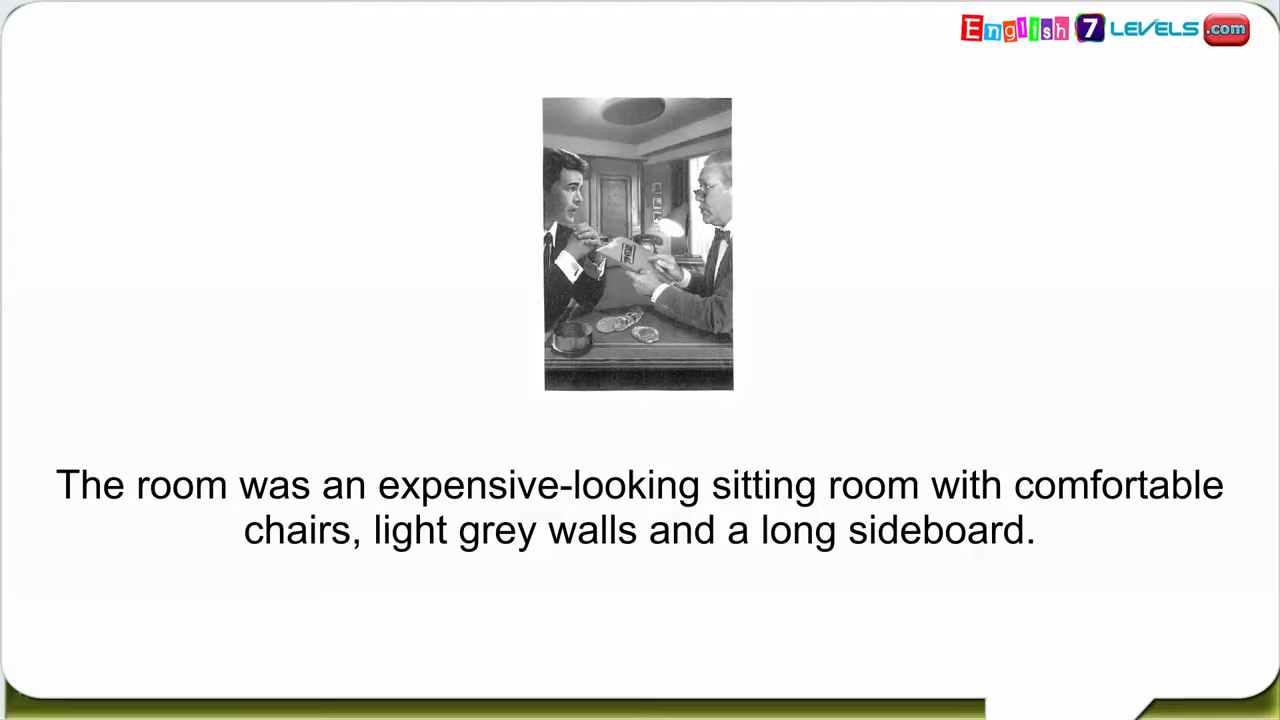 English 7 LEVELS .com
The room was an expensive-looking sitting room with comfortable
chairs, light grey walls and a long sideboard.